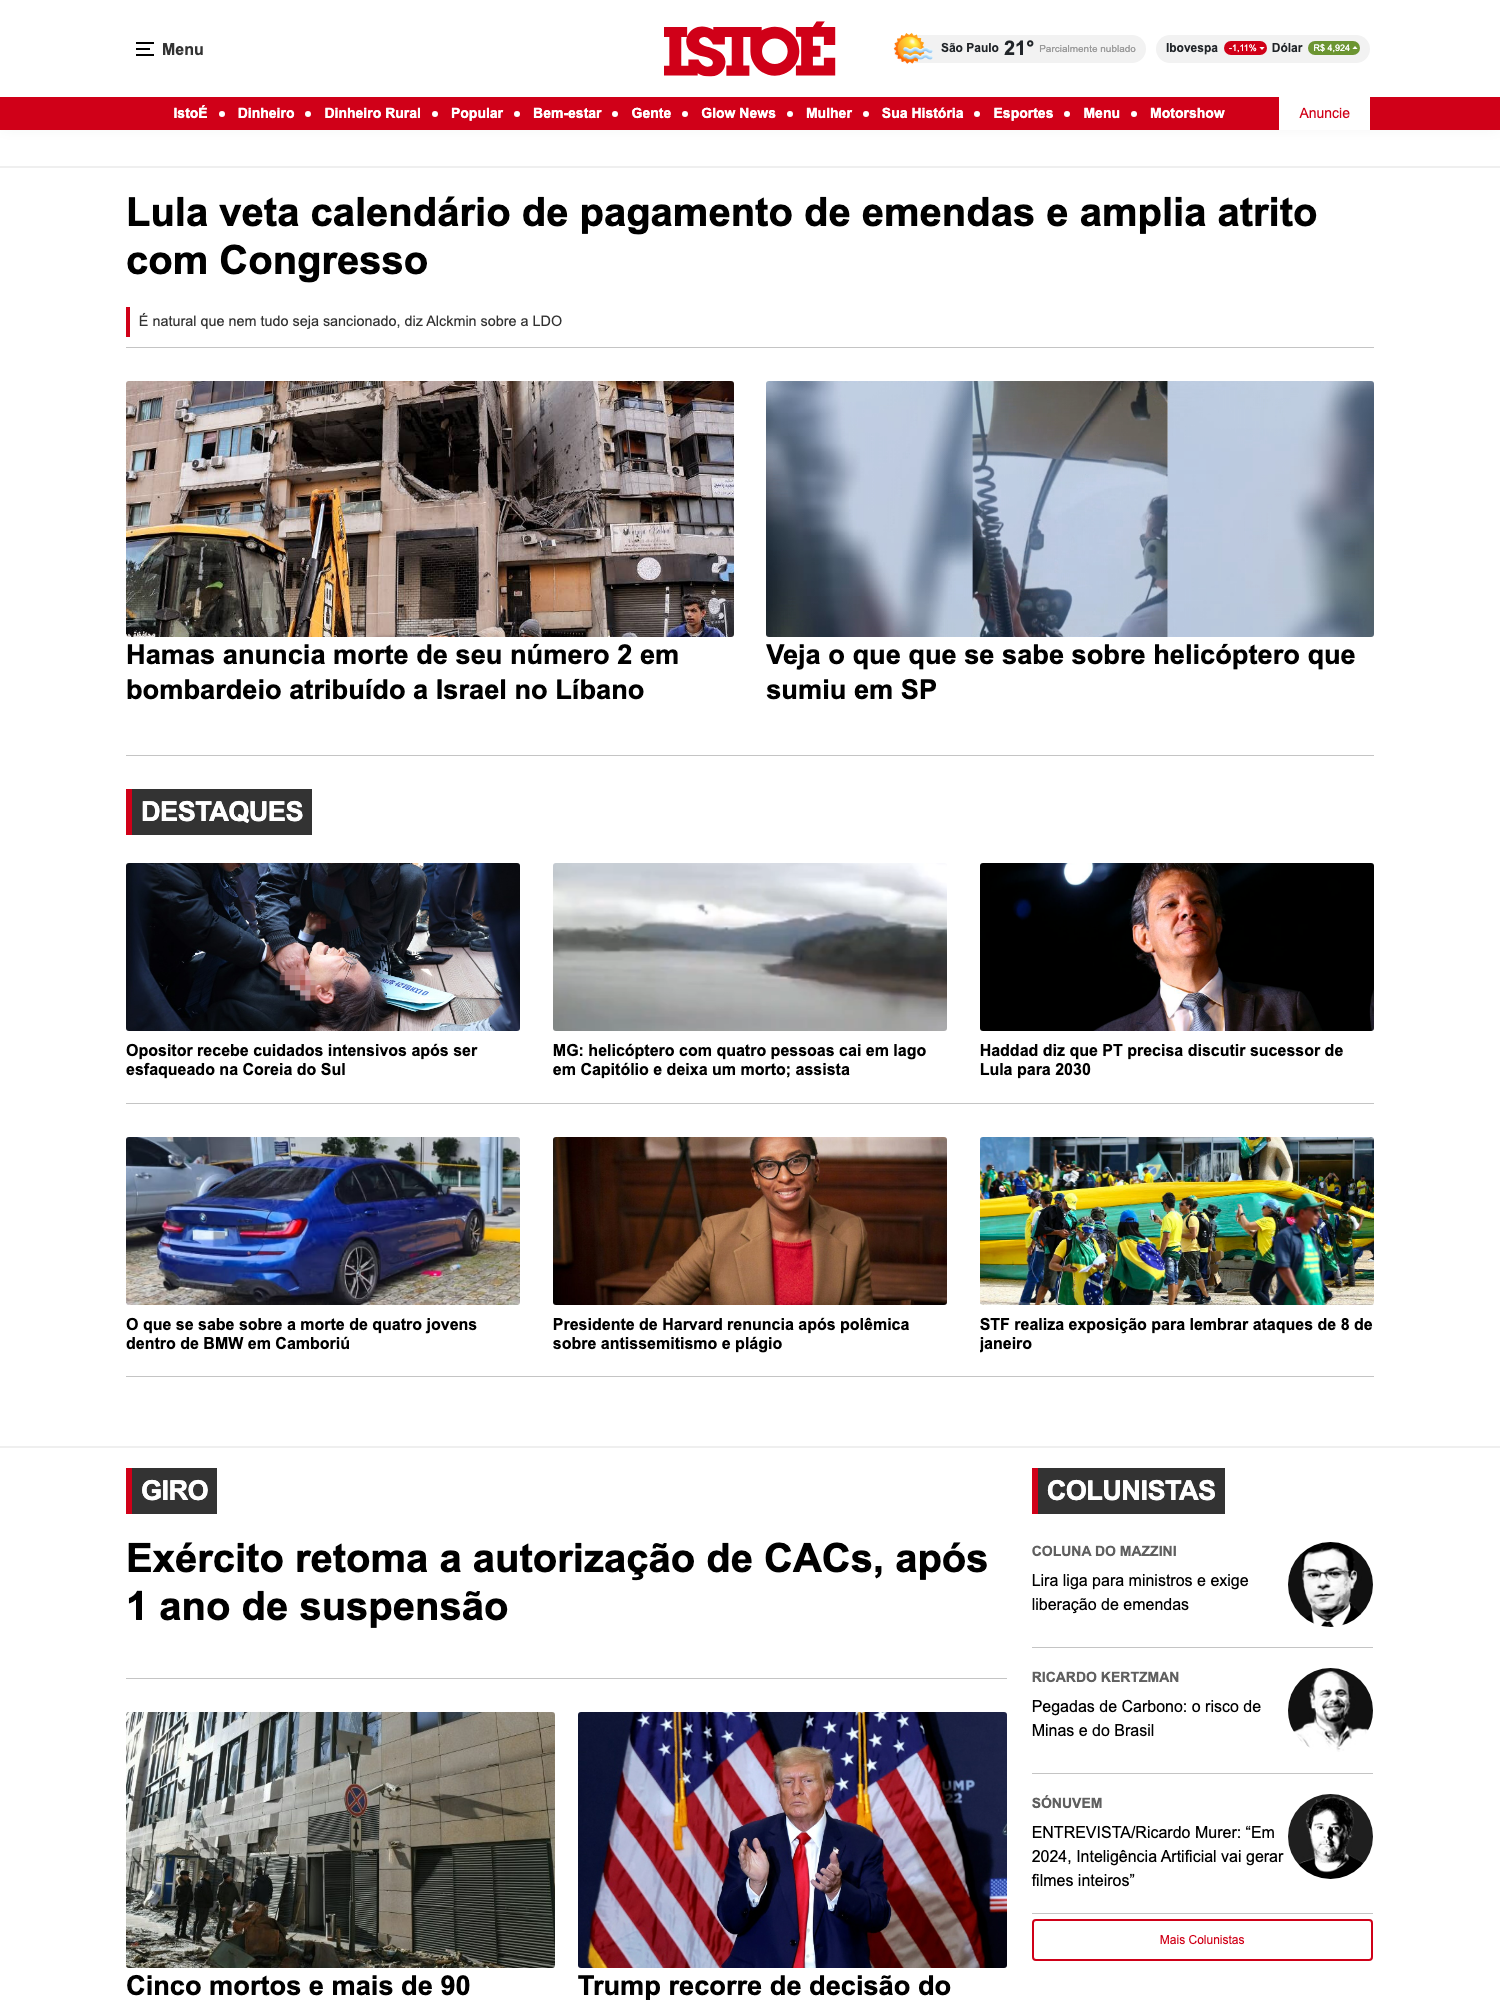 Menu
ISTOÉ
São Paulo 21° Parcialmente nublado
Ibovespa -1,11% Dólar R$ 4,924
IstoÉ • Dinheiro • Dinheiro Rural • Popular • Bem-estar • Gente • Glow News • Mulher • Sua História • Esportes • Menu • Motorshow
Anuncie
Lula veta calendário de pagamento de emendas e amplia atrito
com Congresso
É natural que nem tudo seja sancionado, diz Alckmin sobre a LDO
Hamas anuncia morte de seu número 2 em
bombardeio atribuído a Israel no Líbano
Veja o que que se sabe sobre helicóptero que
sumiu em SP
DESTAQUES
Opositor recebe cuidados intensivos após ser
esfaqueado na Coreia do Sul
MG: helicóptero com quatro pessoas cai em lago
em Capitólio e deixa um morto; assista
Haddad diz que PT precisa discutir sucessor de
Lula para 2030
O que se sabe sobre a morte de quatro jovens
dentro de BMW em Camboriú
Presidente de Harvard renuncia após polêmica
sobre antissemitismo e plágio
STF realiza exposição para lembrar ataques de 8 de
janeiro
GIRO
Exército retoma a autorização de CACs, após
1 ano de suspensão
Cinco mortos e mais de 90
Trump recorre de decisão do
COLUNISTAS
COLUNA DO MAZZINI
Lira liga para ministros e exige
liberação de emendas
RICARDO KERTZMAN
Pegadas de Carbono: o risco de
Minas e do Brasil
SÓNUVEM
ENTREVISTA/Ricardo Murer: “Em
2024, Inteligência Artificial vai gerar
filmes inteiros”
Mais Colunistas